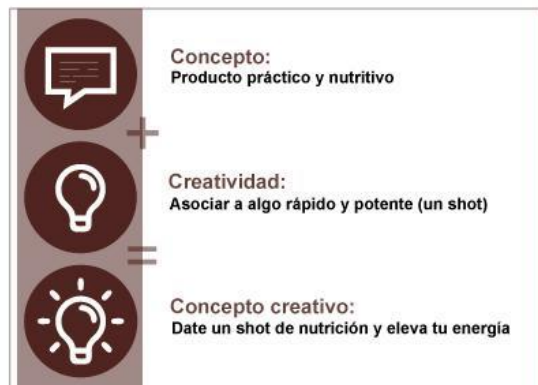 Concepto:
Producto práctico y nutritivo
+
Creatividad:
Asociar a algo rápido y potente (un shot)
=
Concepto creativo:
Date un shot de nutrición y eleva tu energía